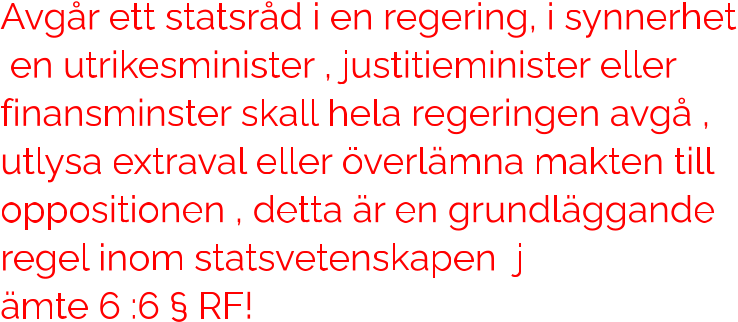 Avgår ett statsråd i en regering, i synnerhet
en utrikesminister , justitieminister eller
finansminster skall hela regeringen avgå ,
utlysa extraval eller överlämna makten till
oppositionen , detta är en grundläggande
regel inom statsvetenskapen  j
ämte 6 :6 § RF!